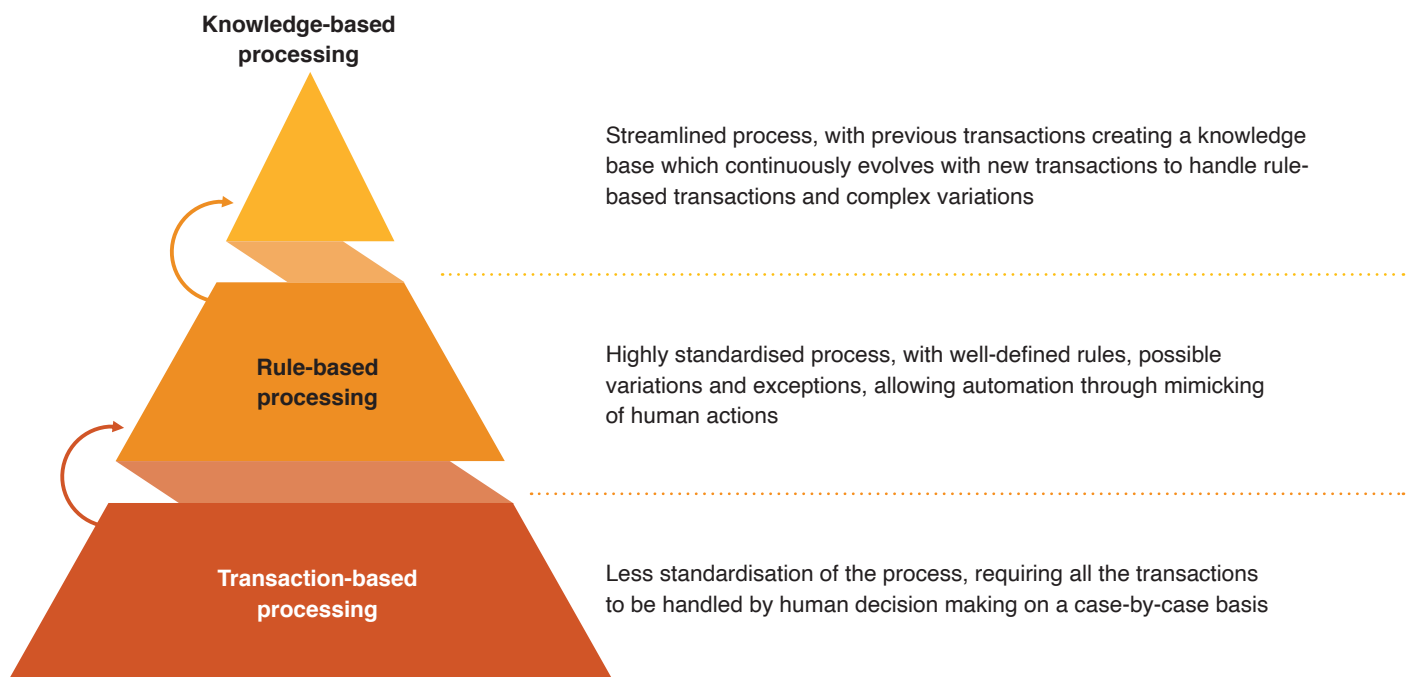 Knowledge-based
processing
Streamlined process, with previous transactions creating a knowledge
base which continuously evolves with new transactions to handle rule-
based transactions and complex variations
Rule-based
processing
Highly standardised process, with well-defined rules, possible
variations and exceptions, allowing automation through mimicking
of human actions
Transaction-based
processing
Less standardisation of the process, requiring all the transactions
to be handled by human decision making on a case-by-case basis